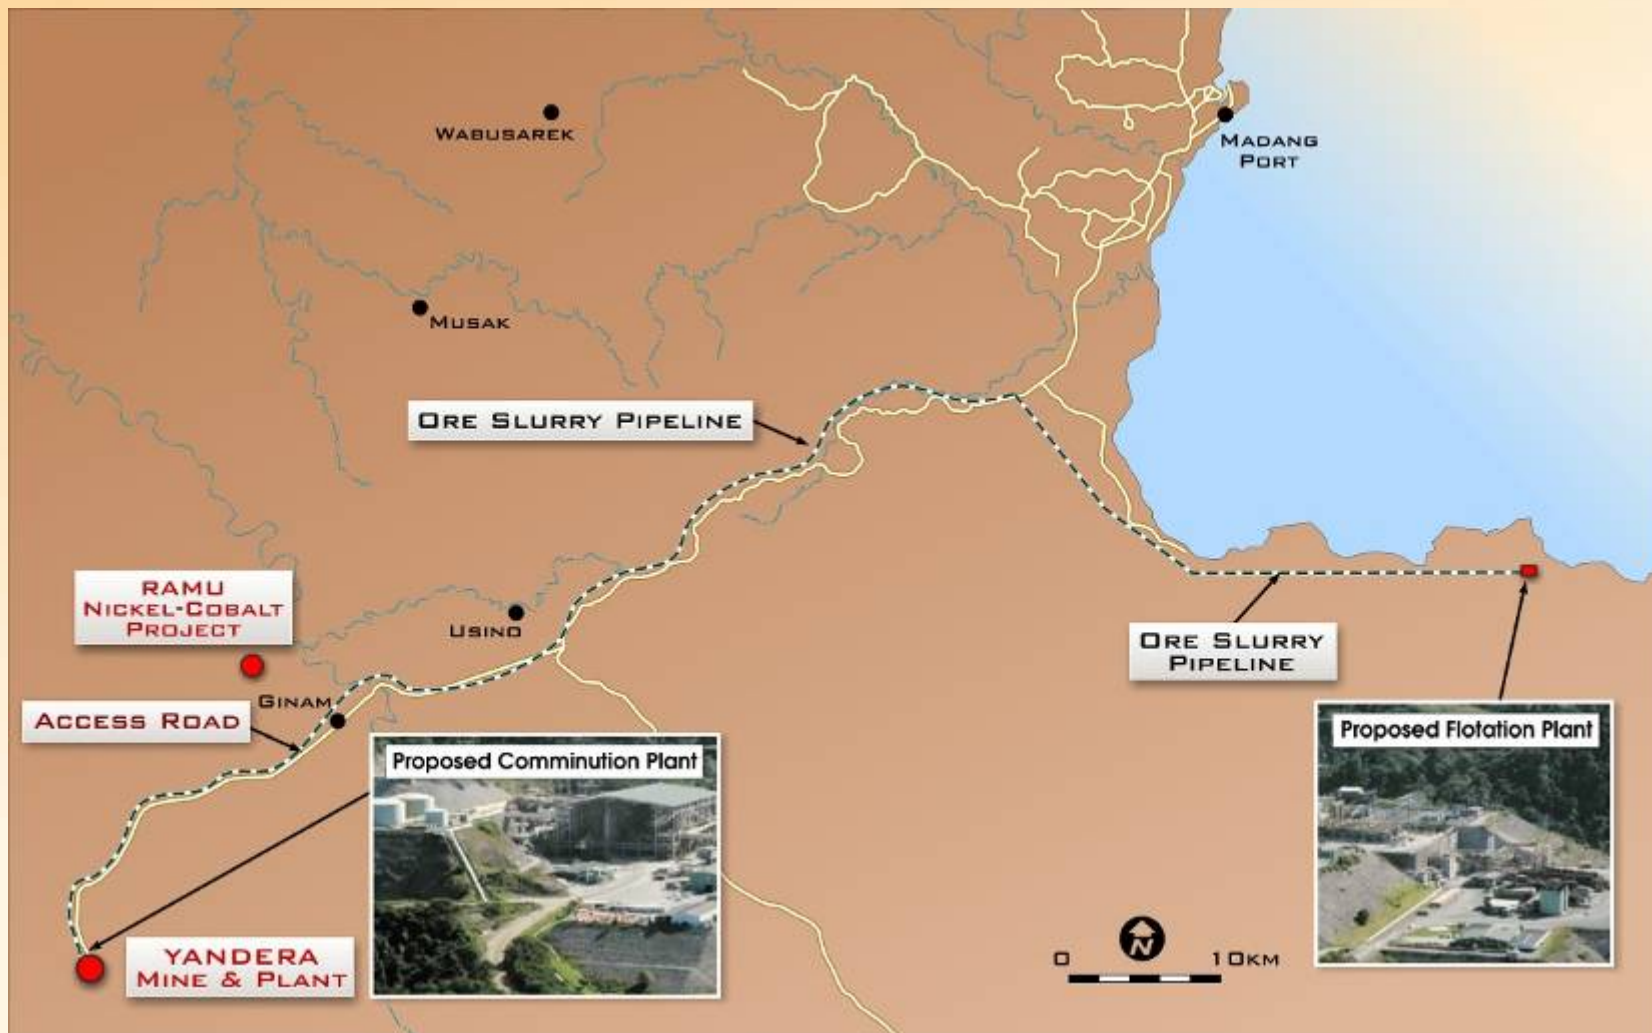 Wabusarek
Madang
Port
Musak
Ore Slurry Pipeline
RAMU
Nickel-Cobalt
Project
Usino
Ore Slurry
Pipeline
Ginam
Access Road
Proposed Comminution Plant
Proposed Flotation Plant
YANDERA
Mine & Plant
N
0 10km